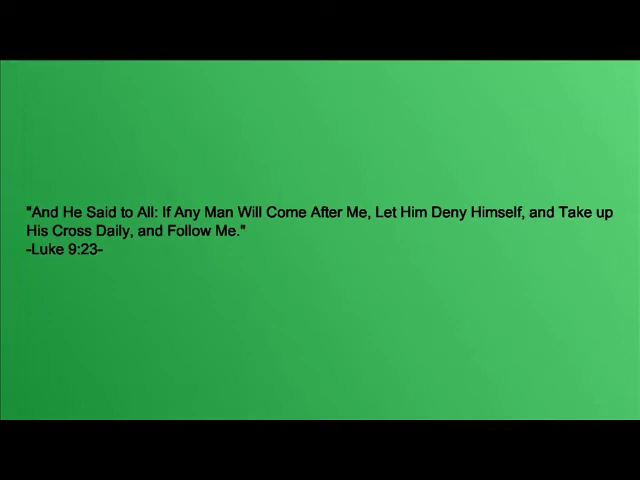 "And He Said to All: If Any Man Will Come After Me, Let Him Deny Himself, and Take up
His Cross Daily, and Follow Me."
-Luke 9:23-